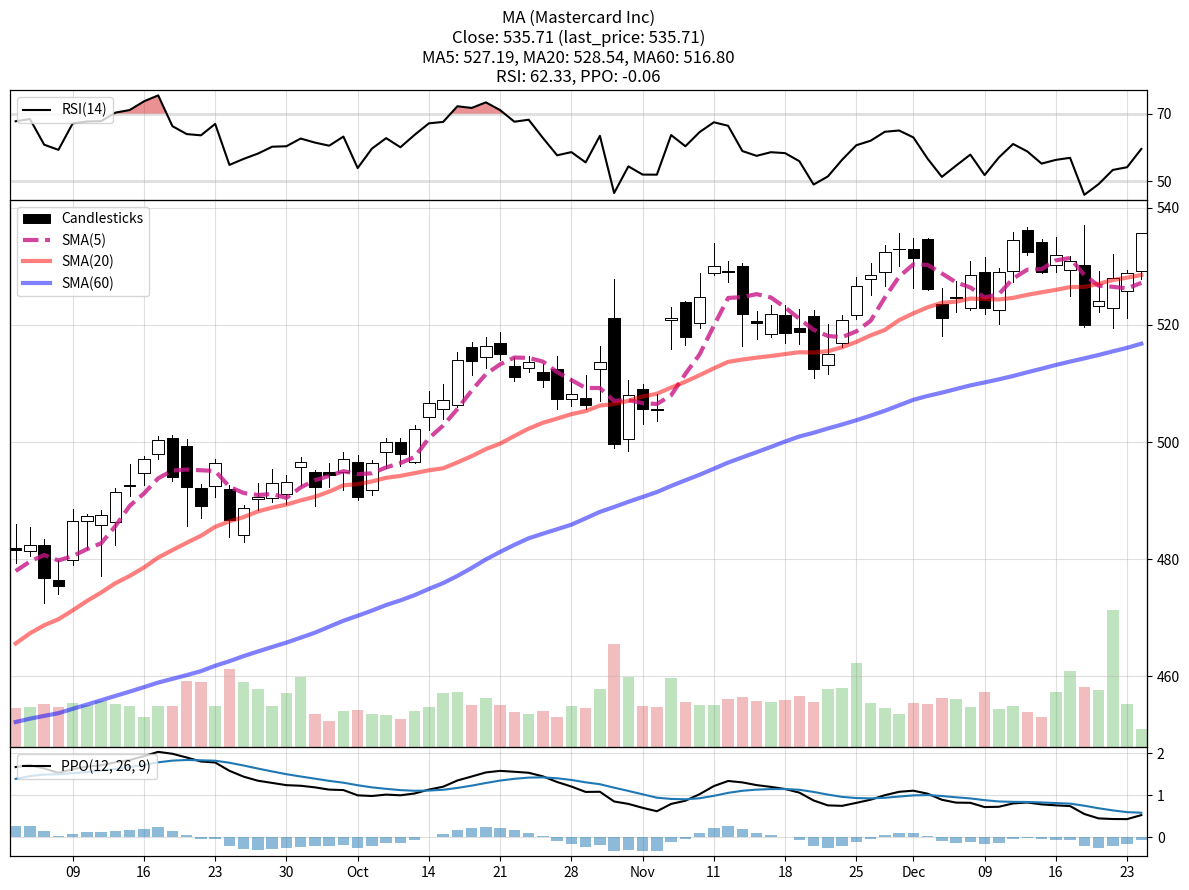 MA (Mastercard Inc)
Close: 535.71 (last_price: 535.71)
MA5: 527.19, MA20: 528.54, MA60: 516.80
RSI: 62.33, PPO: -0.06
RSI(14)
70
50
Candlesticks
SMA(5)
SMA(20)
SMA(60)
540
520
500
480
460
PPO(12, 26, 9)
2
1
0
09 16 23 30 Oct 14 21 28 Nov 11 18 25 Dec 09 16 23